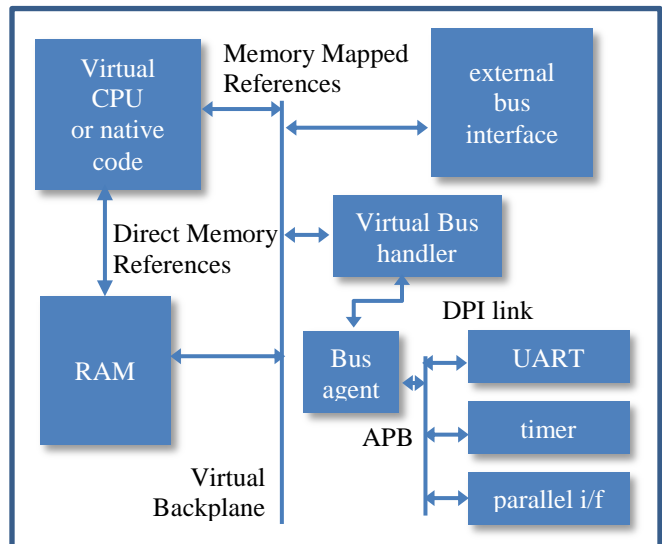 Virtual
CPU
or native
code
Memory Mapped
References
external
bus
interface
Direct Memory
References
Virtual Bus
handler
DPI link
RAM
Bus
agent
UART
APB
timer
Virtual
Backplane
parallel i/f